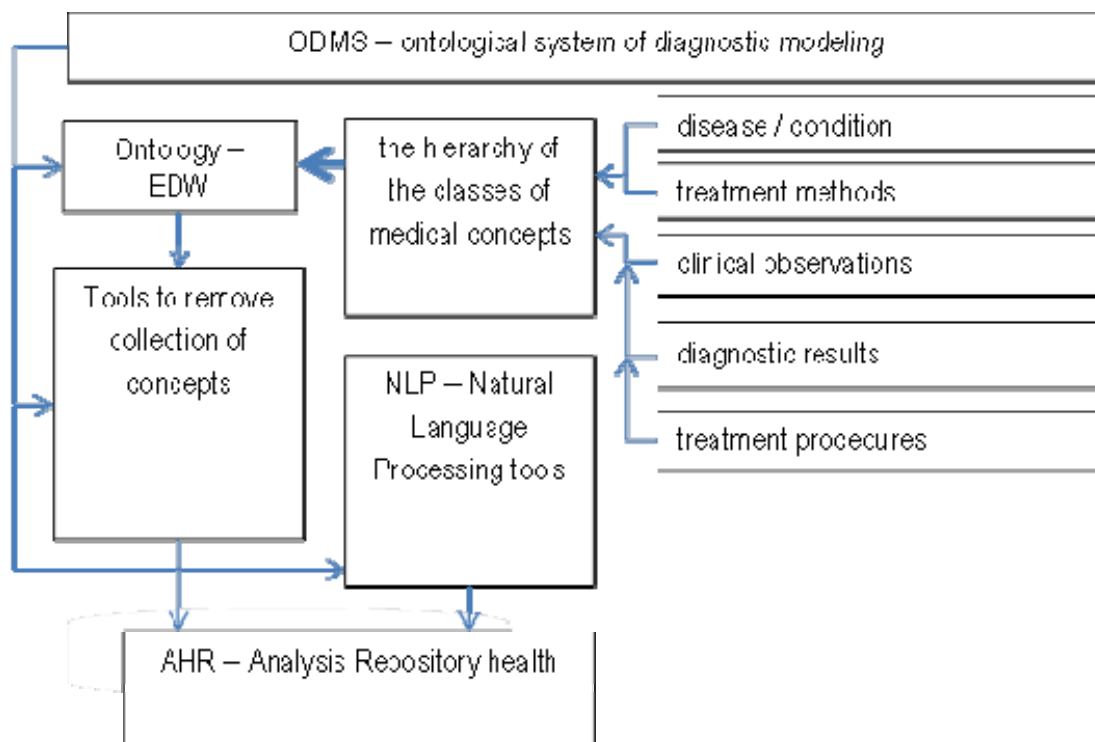 ODMS – ontological system of diagnostic modeling
Ontology –
EDW
the hierarchy of
the classes of
medical concepts
disease / condition
treatment methods
clinical observations
diagnostic results
treatment procecures
Tools to remove
collection of
concepts
NLP – Natural
Language
Processing tools
AHR – Analysis Repository health